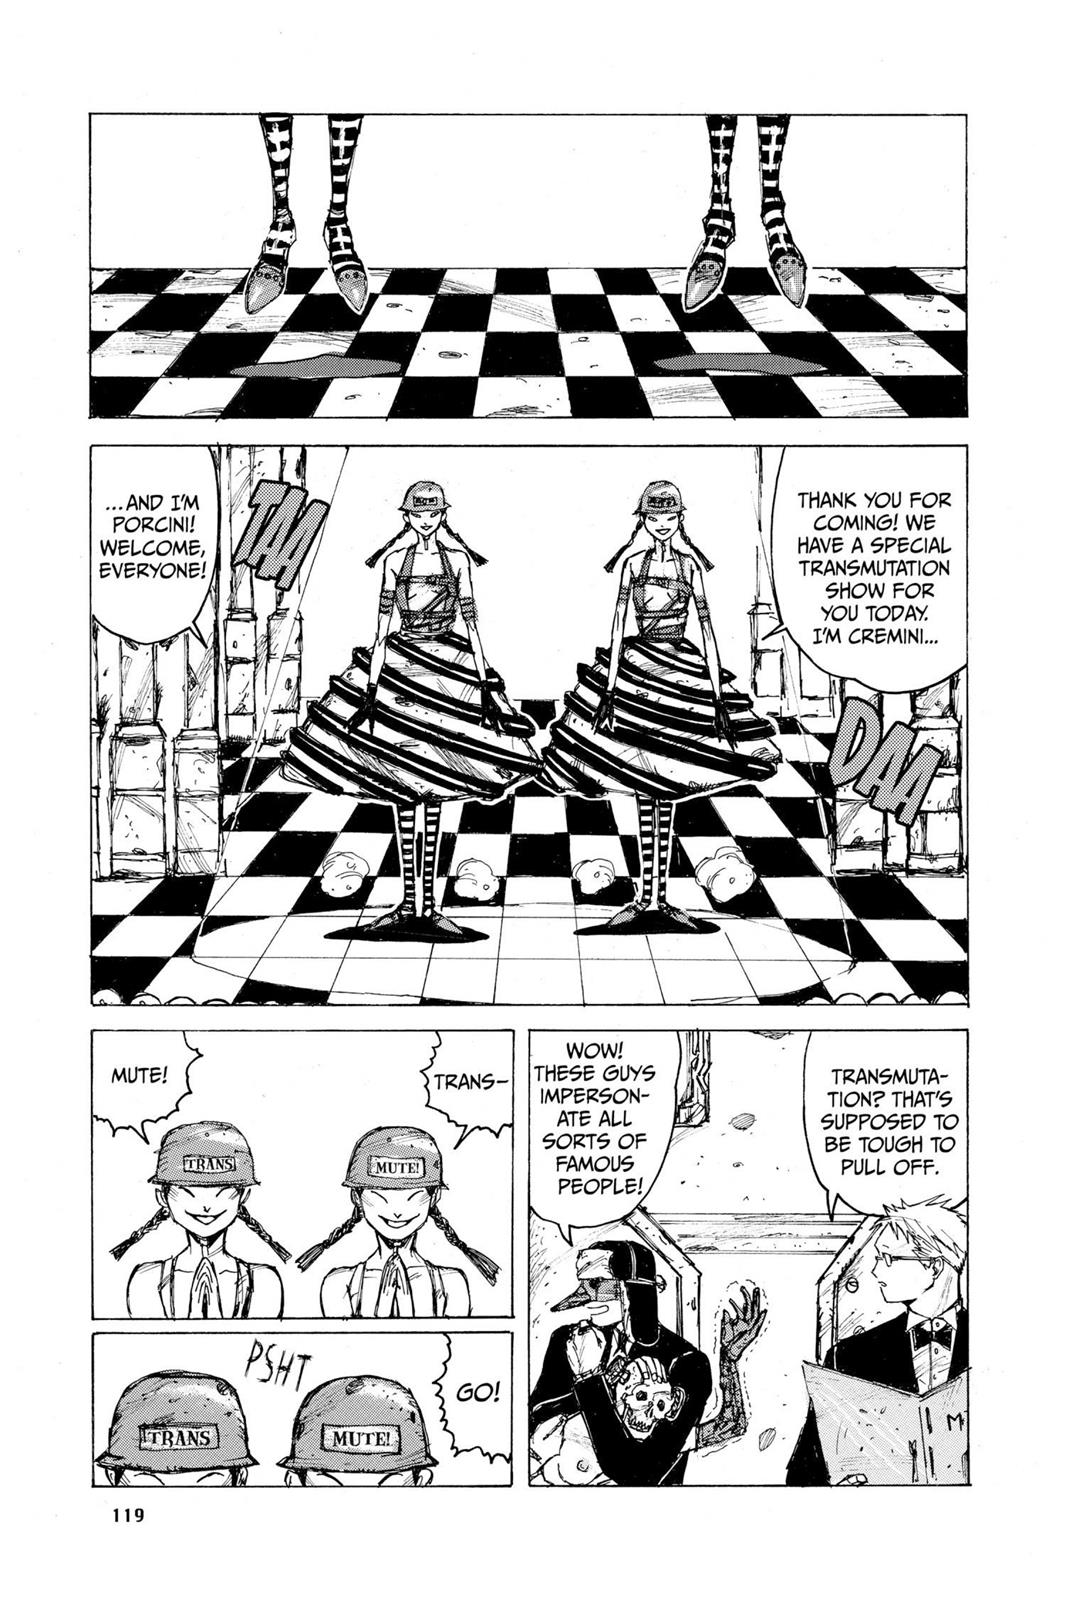 THANK YOU FOR
COMING! WE
HAVE A SPECIAL
TRANSMUTATION
SHOW FOR
YOU TODAY.
I'M CREMINI...
TAA
...AND I'M
PORCINI!
WELCOME,
EVERYONE!
DAA
TRANSMUTA-
TION? THAT'S
SUPPOSED TO
BE TOUGH TO
PULL OFF.
WOW!
THESE GUYS
IMPERSON-
ATE ALL
SORTS OF
FAMOUS
PEOPLE!
M
TRANS-
MUTE!
TRANS
MUTE!
GO!
PSHT
TRANS
MUTE!
119